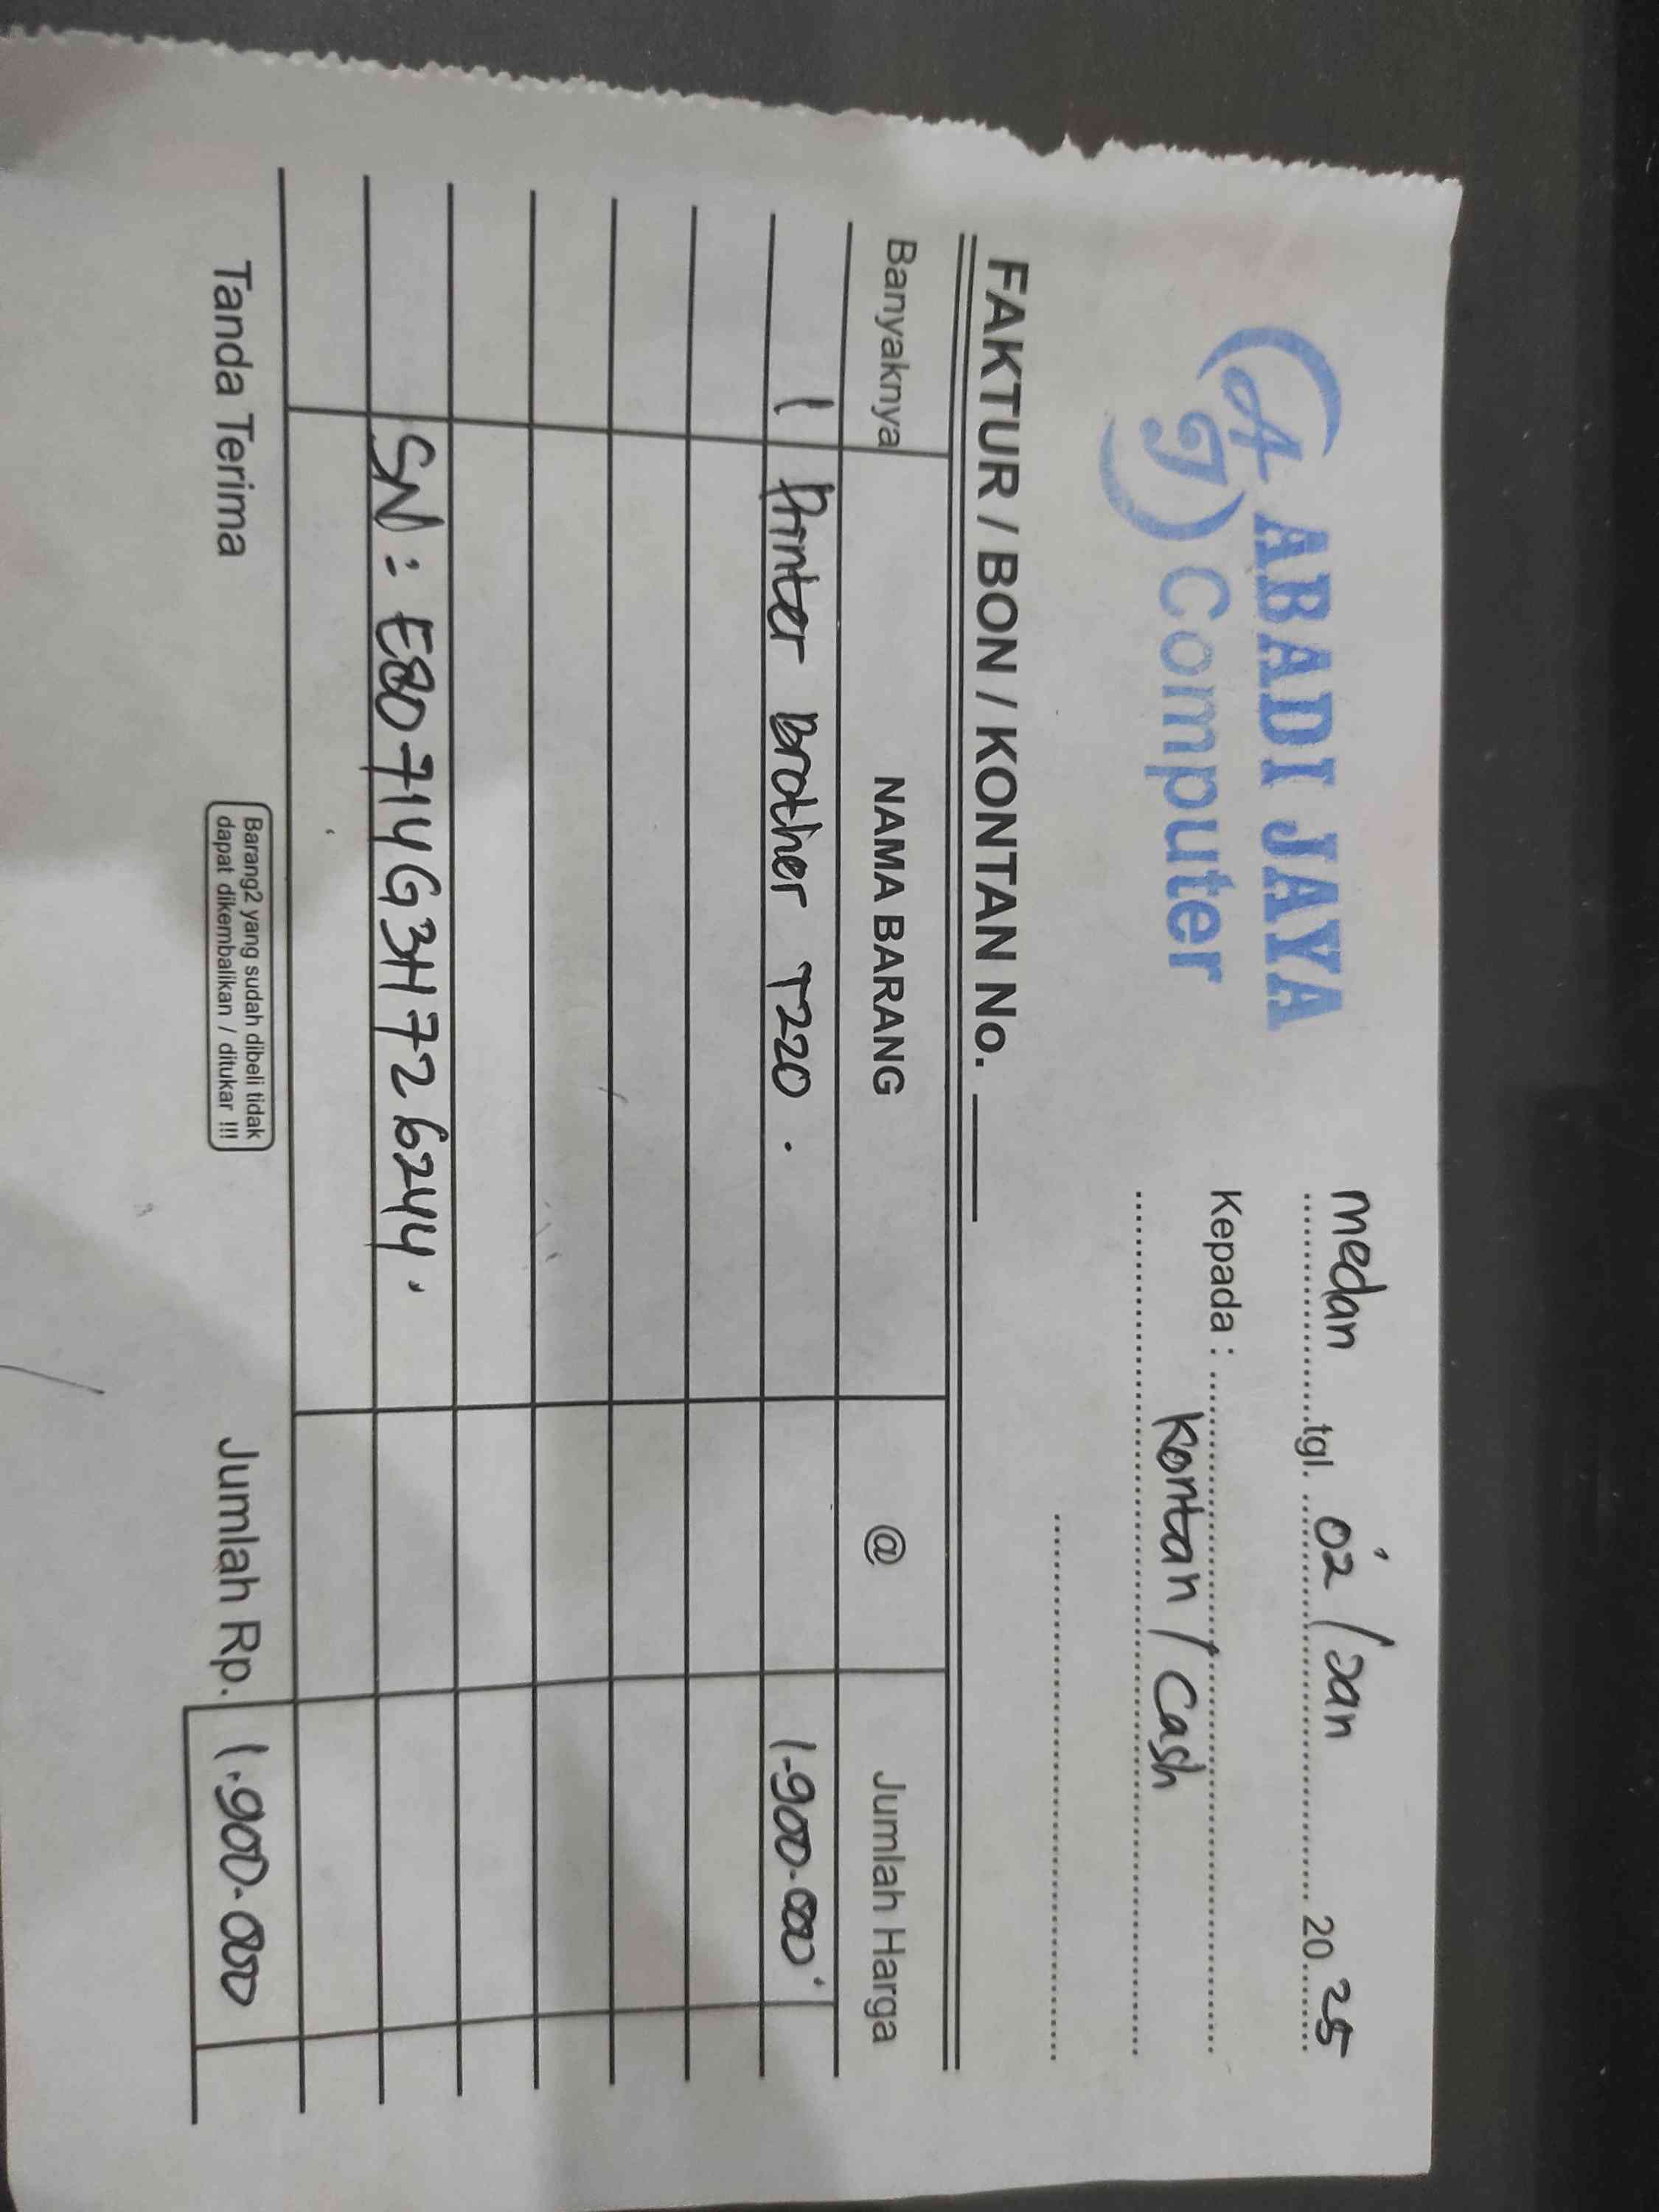 AJ ABADI JAYA
Computer
medan tgl. 02 / Jan 2025
Kepada :
Kontan / Cash
FAKTUR / BON / KONTAN No.
Banyaknya NAMA BARANG @ Jumlah Harga
1 Printer Brother T220. 1.900.000
SN : E80714G3H726244.
Tanda Terima
Barang2 yang sudah dibeli tidak
dapat dikembalikan / ditukar !!!
Jumlah Rp. 1.900.000